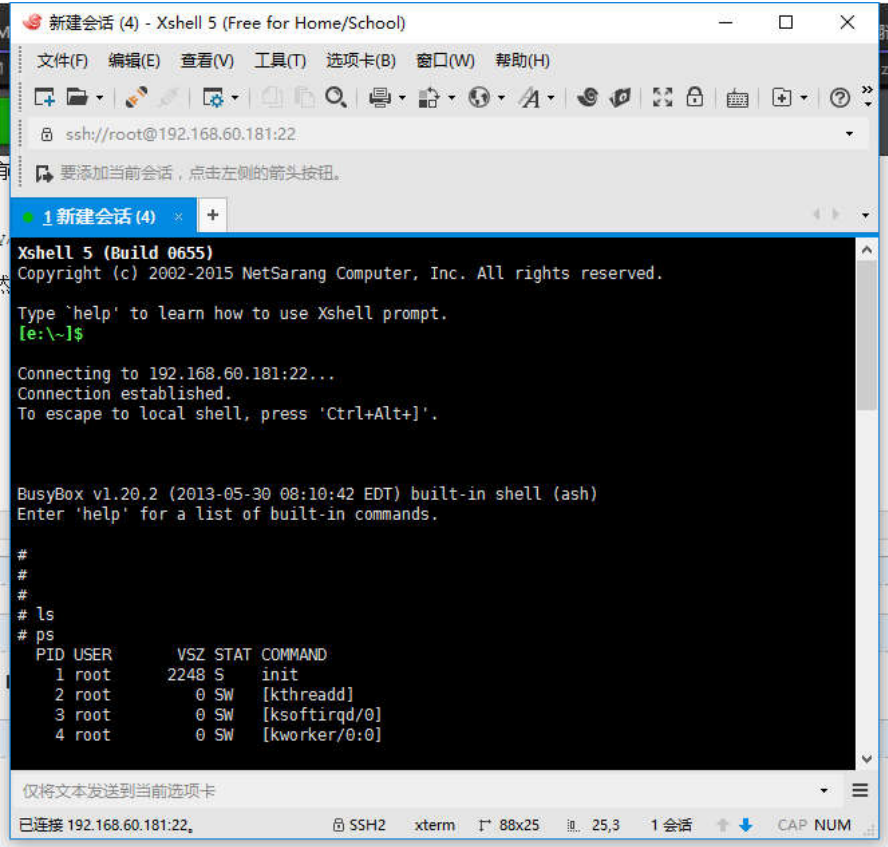 新建会话 (4) - Xshell 5 (Free for Home/School)
文件(F) 编辑(E) 查看(V) 工具(T) 选项卡(B) 窗口(W) 帮助(H)
ssh://root@192.168.60.181:22
要添加当前会话，点击左侧的箭头按钮。
1 新建会话 (4) × +
Xshell 5 (Build 0655)
Copyright (c) 2002-2015 NetSarang Computer, Inc. All rights reserved.
Type `help' to learn how to use Xshell prompt.
[e:\~]$
Connecting to 192.168.60.181:22...
Connection established.
To escape to local shell, press 'Ctrl+Alt+]'.
BusyBox v1.20.2 (2013-05-30 08:10:42 EDT) built-in shell (ash)
Enter 'help' for a list of built-in commands.
#
#
#
# ls
# ps
PID USER VSZ STAT COMMAND
1 root 2248 S init
2 root 0 SW [kthreadd]
3 root 0 SW [ksoftirqd/0]
4 root 0 SW [kworker/0:0]
仅将文本发送到当前选项卡
已连接 192.168.60.181:22。 SSH2 xterm 88x25 25,3 1 会话 CAP NUM